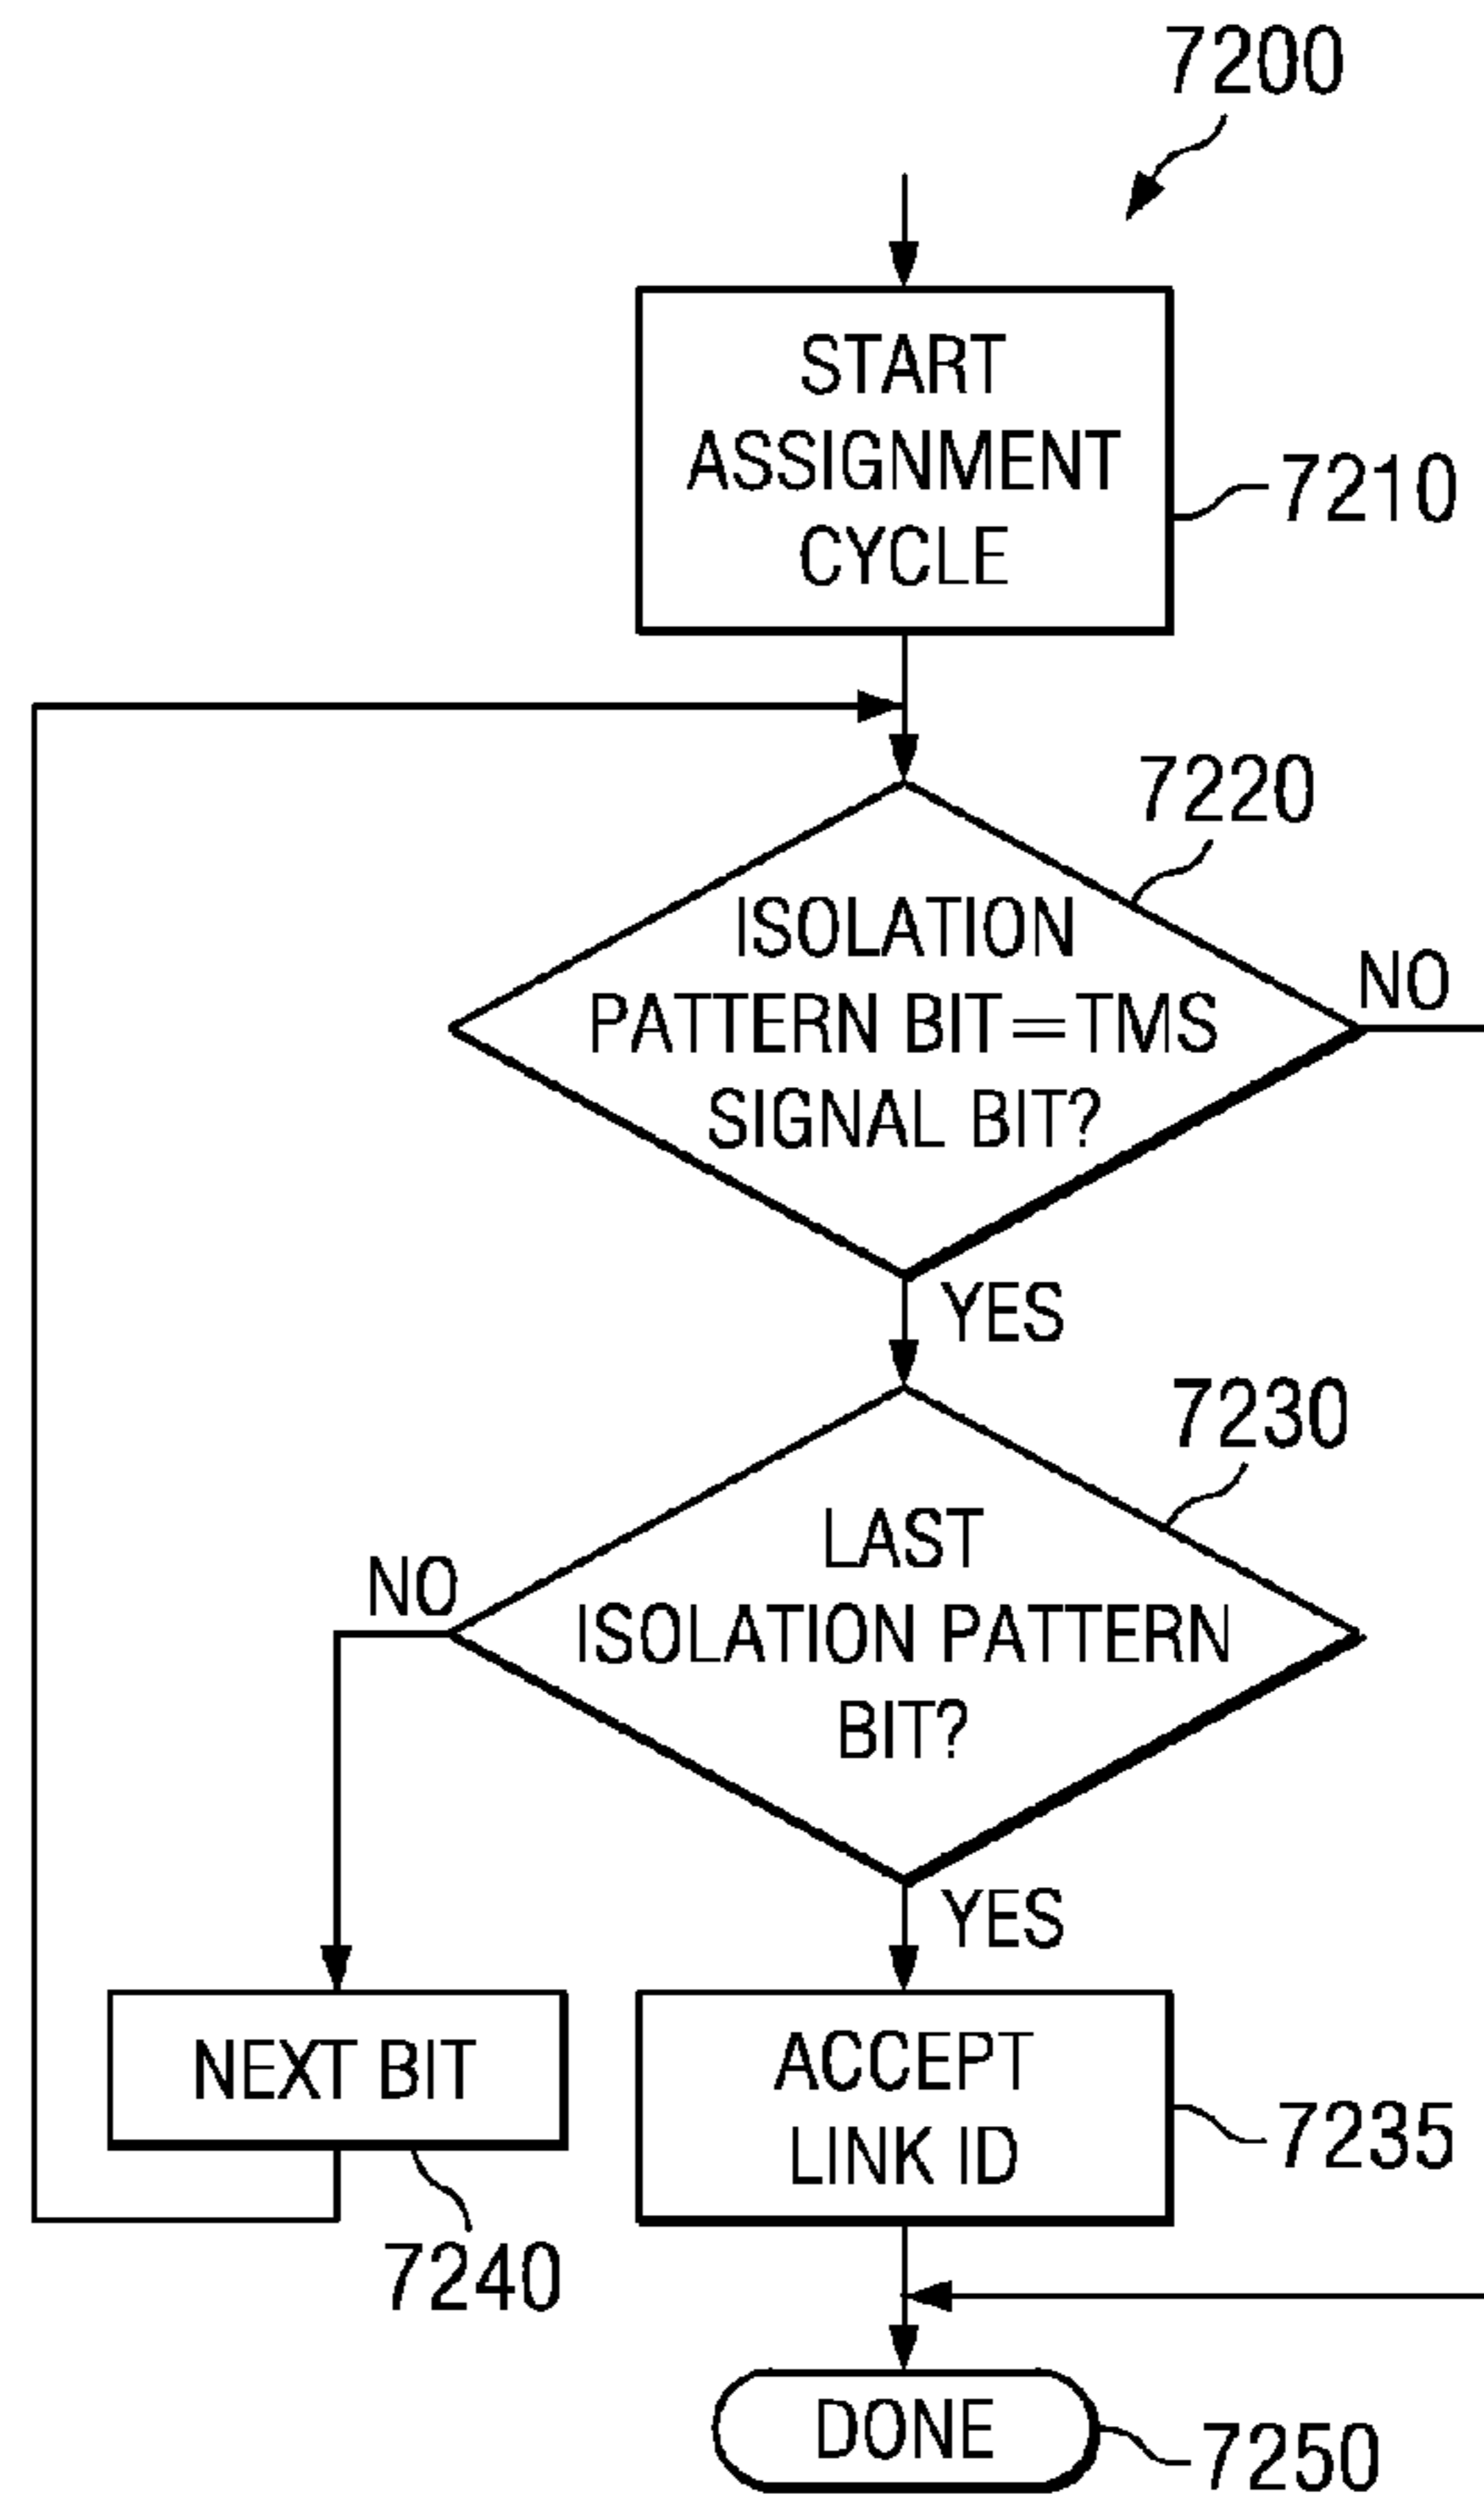 7200
START
ASSIGNMENT
CYCLE
7210
7220
ISOLATION
PATTERN BIT=TMS
SIGNAL BIT?
NO
YES
7230
LAST
ISOLATION PATTERN
BIT?
NO
YES
NEXT BIT
ACCEPT
LINK ID
7235
7240
DONE
7250